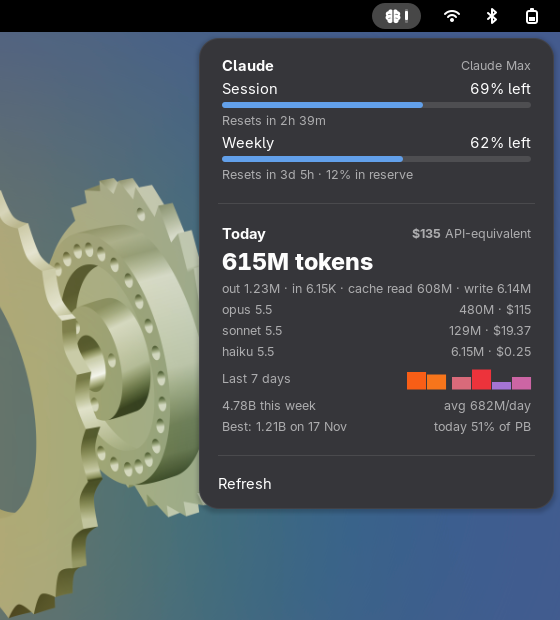 Claude Claude Max
Session 69% left
Resets in 2h 39m
Weekly 62% left
Resets in 3d 5h · 12% in reserve
Today $135 API-equivalent
615M tokens
out 1.23M · in 6.15K · cache read 608M · write 6.14M
opus 5.5 480M · $115
sonnet 5.5 129M · $19.37
haiku 5.5 6.15M · $0.25
Last 7 days
4.78B this week avg 682M/day
Best: 1.21B on 17 Nov today 51% of PB
Refresh